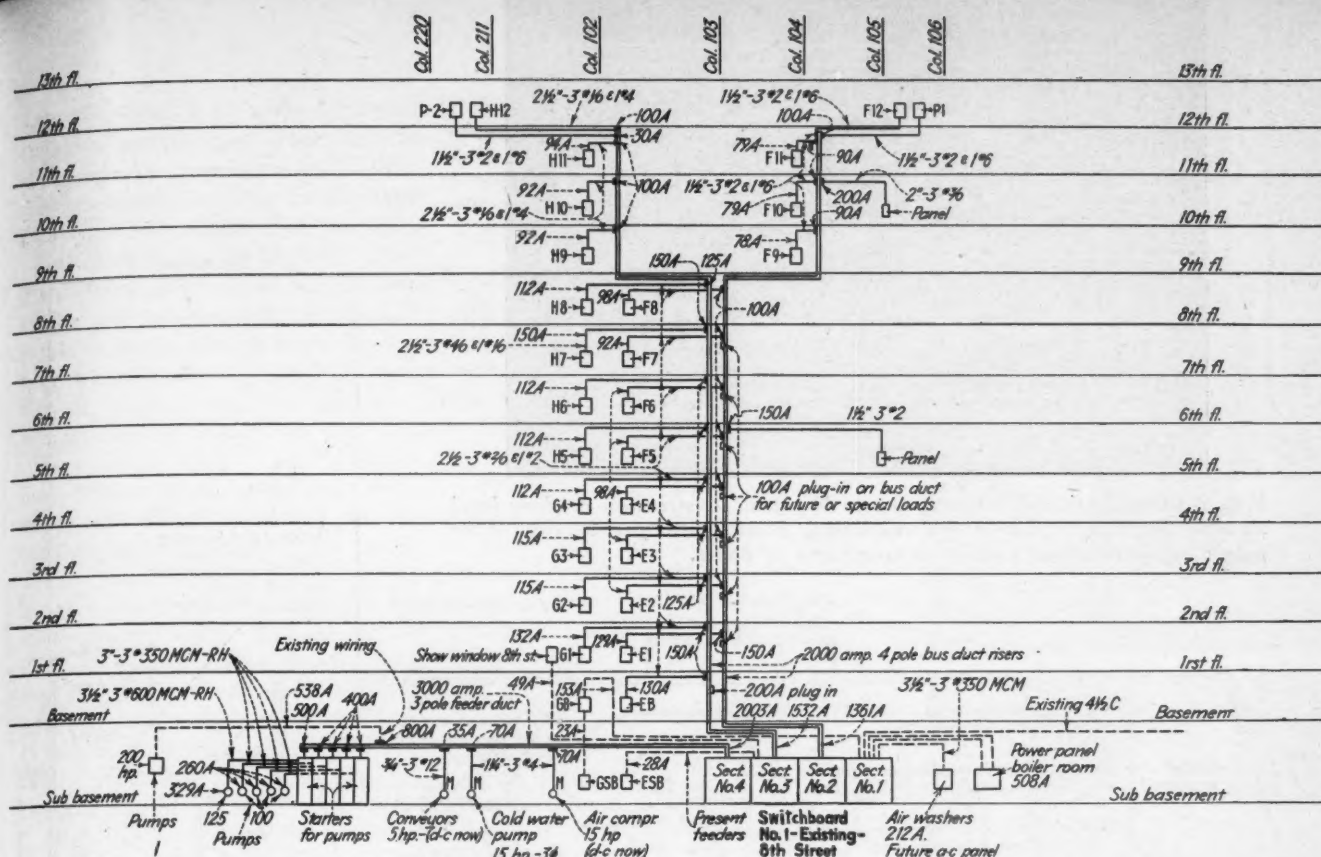 Col. 220
Col. 211
Col. 102
Col. 103
Col. 104
Col. 105
Col. 106
13th fl.
13th fl.
P-2
H12
2½"-3 #1/0 & 1#4
100A
1½"-3 #2 & 1#6
100A
F12
P1
12th fl.
30A
12th fl.
1½"-3 #2 & 1#6
94A
H11
79A
F11
90A
1½"-3 #2 & 1#6
11th fl.
11th fl.
92A
H10
100A
1½"-3 #2 & 1#6
79A
F10
200A
2"-3 #3/0
Panel
2½"-3 #1/0 & 1#4
90A
10th fl.
10th fl.
92A
H9
78A
F9
9th fl.
150A
125A
9th fl.
112A
H8
98A
F8
100A
8th fl.
8th fl.
150A
2½"-3 #4/0 & 1#1/0
H7
92A
F7
7th fl.
7th fl.
112A
H6
F6
150A
1½" 3 #2
6th fl.
6th fl.
112A
H5
F5
Panel
2½-3 #2/0 & 1#2
5th fl.
5th fl.
112A
G4
98A
E4
100A plug-in on bus duct
for future or special loads
4th fl.
4th fl.
115A
G3
E3
3rd fl.
3rd fl.
115A
G2
E2
125A
2nd fl.
2nd fl.
132A
G1
129A
E1
150A
150A
2000 amp. 4 pole bus duct risers
Existing wiring
Show window 8th st.
3"-3 #350 MCM-RH
1st fl.
1rst fl.
3½" 3 #600 MCM-RH
538A
500A
400A
3000 amp.
3 pole feeder duct
49A
153A
GB
130A
EB
200A plug in
3½"-3 #350 MCM
Existing 4½ C
Basement
Basement
800A
35A
70A
23A
2003A
1532A
1361A
200
hp.
¾"-3 #12
1¼"-3 #4
70A
28A
Power panel
boiler room
508A
260A
329A
M
M
M
GSB
ESB
Sect.
No.4
Sect.
No.3
Sect.
No.2
Sect.
No.1
Sub basement
Sub basement
Pumps
125
100
Pumps
Starters
for pumps
Conveyors
5 hp.-(d-c now)
Cold water
pump
15 hp.-3ϕ
Air compr.
15 hp
(d-c now)
Present
feeders
Switchboard
No. 1-Existing-
8th Street
Air washers
212A.
Future a-c panel